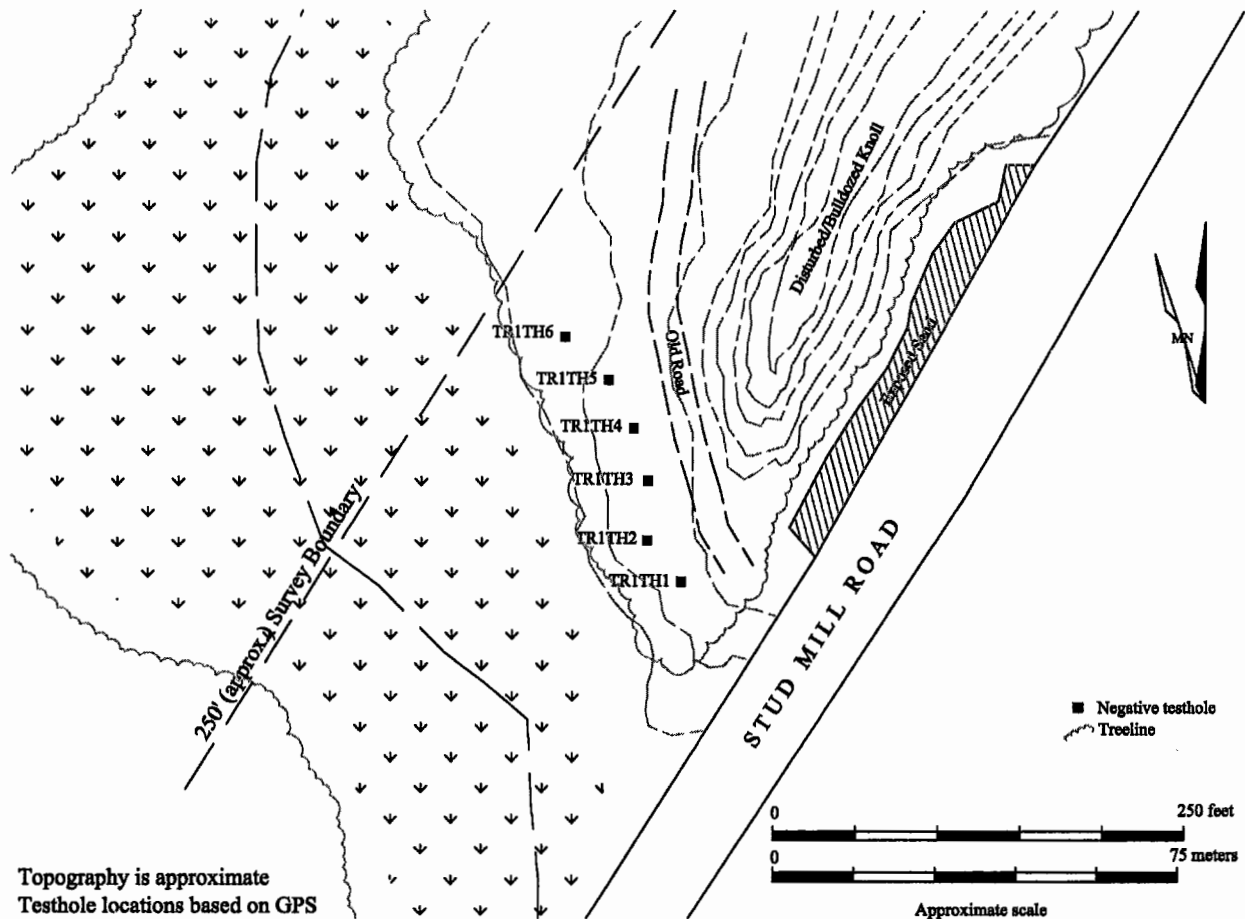 Disturbed/Bulldozed Knoll
MN
TR1TH6
Old Road
Exposed Sand
TR1TH5
TR1TH4
TR1TH3
TR1TH2
TR1TH1
250' (approx.) Survey Boundary
STUD MILL ROAD
Negative testhole
Treeline
0 250 feet
0 75 meters
Approximate scale
Topography is approximate
Testhole locations based on GPS